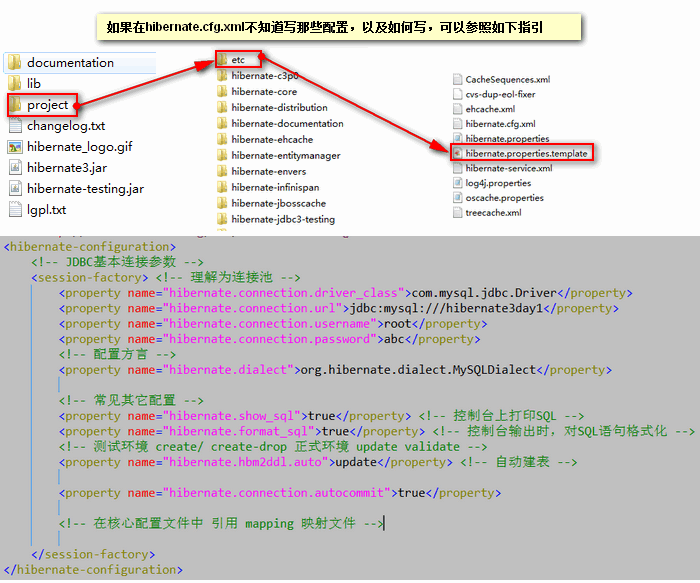 如果在hibernate.cfg.xml不知道写那些配置，以及如何写，可以参照如下指引
documentation
lib
project
changelog.txt
hibernate_logo.gif
hibernate3.jar
hibernate-testing.jar
lgpl.txt
etc
hibernate-c3p0
hibernate-core
hibernate-distribution
hibernate-documentation
hibernate-ehcache
hibernate-entitymanager
hibernate-envers
hibernate-infinispan
hibernate-jbosscache
hibernate-jdbc3-testing
CacheSequences.xml
cvs-dup-eol-fixer
ehcache.xml
hibernate.cfg.xml
hibernate.properties
hibernate.properties.template
hibernate-service.xml
log4j.properties
oscache.properties
treecache.xml
<hibernate-configuration>
<!-- JDBC基本连接参数 -->
<session-factory> <!-- 理解为连接池 -->
<property name="hibernate.connection.driver_class">com.mysql.jdbc.Driver</property>
<property name="hibernate.connection.url">jdbc:mysql:///hibernate3day1</property>
<property name="hibernate.connection.username">root</property>
<property name="hibernate.connection.password">abc</property>
<!-- 配置方言 -->
<property name="hibernate.dialect">org.hibernate.dialect.MySQLDialect</property>
<!-- 常见其它配置 -->
<property name="hibernate.show_sql">true</property> <!-- 控制台上打印SQL -->
<property name="hibernate.format_sql">true</property> <!-- 控制台输出时，对SQL语句格式化 -->
<!-- 测试环境 create/ create-drop 正式环境 update validate -->
<property name="hibernate.hbm2ddl.auto">update</property> <!-- 自动建表 -->
<property name="hibernate.connection.autocommit">true</property>
<!-- 在核心配置文件中 引用 mapping 映射文件 -->
</session-factory>
</hibernate-configuration>